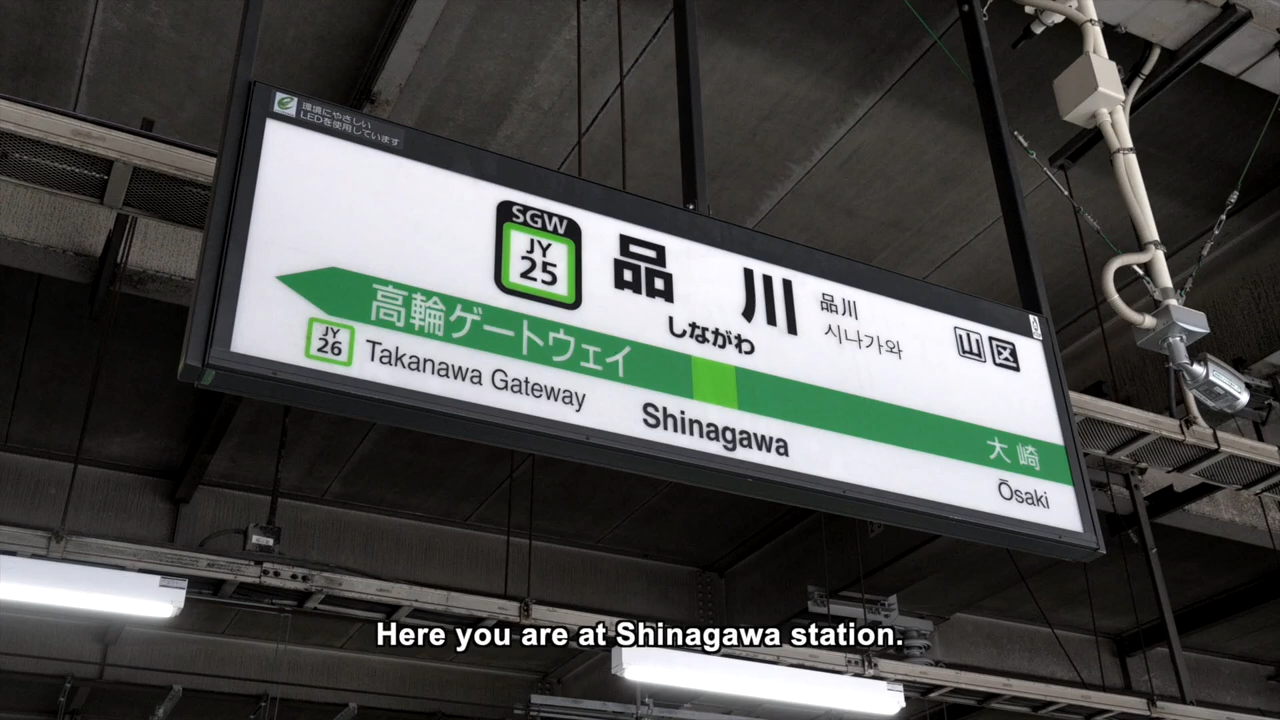 環境にやさしい
LEDを使用しています
SGW
JY
25
品川
品川
시나가와
しながわ
山区
高輪ゲートウェイ
大崎
JY
26
Takanawa Gateway
Shinagawa
Ōsaki
Here you are at Shinagawa station.